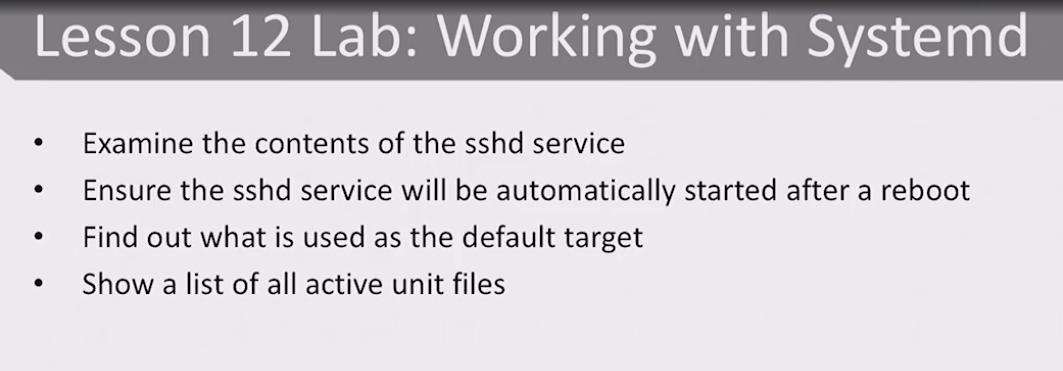 Lesson 12 Lab: Working with Systemd
• Examine the contents of the sshd service
• Ensure the sshd service will be automatically started after a reboot
• Find out what is used as the default target
• Show a list of all active unit files